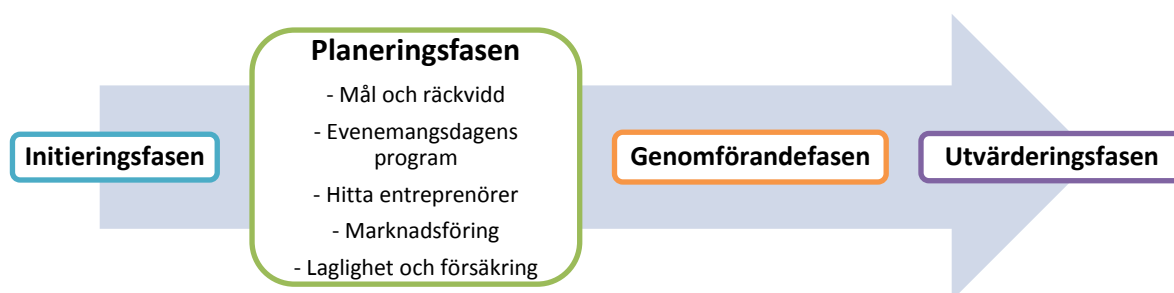 Initieringsfasen
Planeringsfasen
- Mål och räckvidd
- Evenemangsdagens
program
- Hitta entreprenörer
- Marknadsföring
- Laglighet och försäkring
Genomförandefasen
Utvärderingsfasen